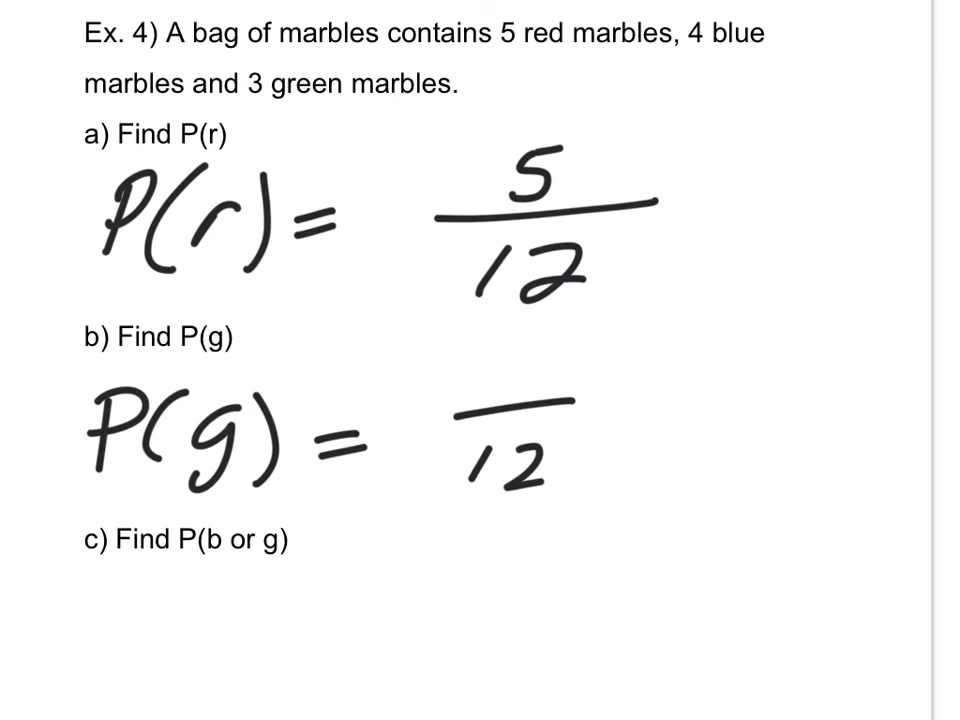 Ex. 4) A bag of marbles contains 5 red marbles, 4 blue
marbles and 3 green marbles.
a) Find P(r)
P(r) = 5/12
b) Find P(g)
P(g) = /12
c) Find P(b or g)